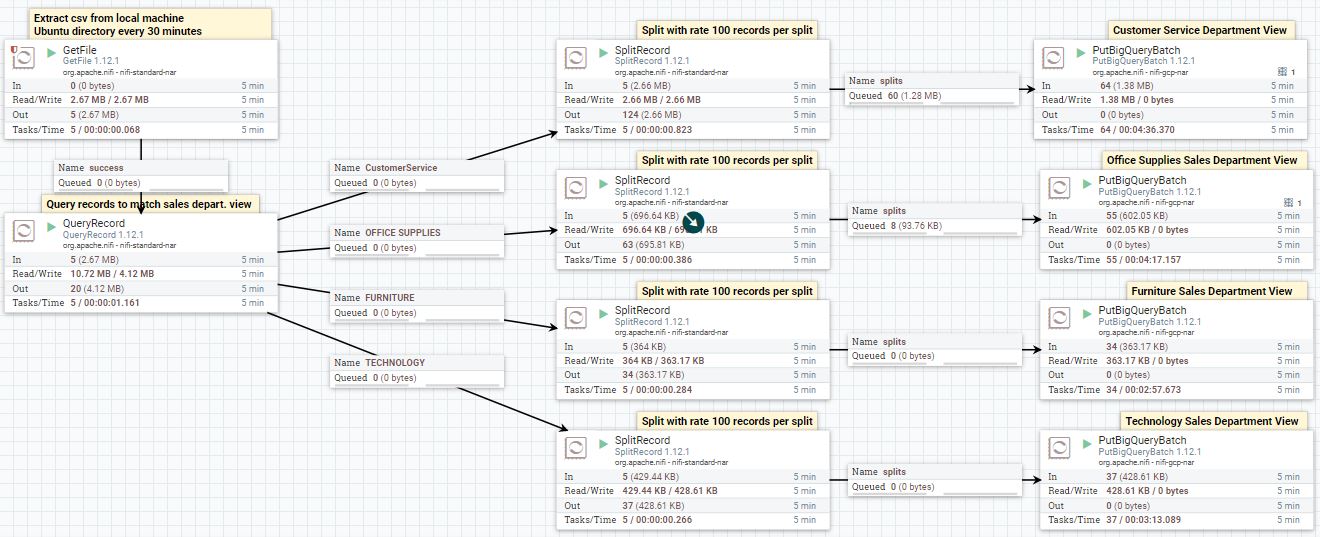 Extract csv from local machine
Ubuntu directory every 30 minutes
GetFile
GetFile 1.12.1
org.apache.nifi - nifi-standard-nar
In 0 (0 bytes) 5 min
Read/Write 2.67 MB / 2.67 MB 5 min
Out 5 (2.67 MB) 5 min
Tasks/Time 5 / 00:00:00.068 5 min
Name success
Queued 0 (0 bytes)
Query records to match sales depart. view
QueryRecord
QueryRecord 1.12.1
org.apache.nifi - nifi-standard-nar
In 5 (2.67 MB) 5 min
Read/Write 10.72 MB / 4.12 MB 5 min
Out 20 (4.12 MB) 5 min
Tasks/Time 5 / 00:00:01.161 5 min
Name CustomerService
Queued 0 (0 bytes)
Name OFFICE SUPPLIES
Queued 0 (0 bytes)
Name FURNITURE
Queued 0 (0 bytes)
Name TECHNOLOGY
Queued 0 (0 bytes)
Split with rate 100 records per split
SplitRecord
SplitRecord 1.12.1
org.apache.nifi - nifi-standard-nar
In 5 (2.66 MB) 5 min
Read/Write 2.66 MB / 2.66 MB 5 min
Out 124 (2.66 MB) 5 min
Tasks/Time 5 / 00:00:00.823 5 min
Name splits
Queued 60 (1.28 MB)
Customer Service Department View
PutBigQueryBatch
PutBigQueryBatch 1.12.1
org.apache.nifi - nifi-gcp-nar
1
In 64 (1.38 MB) 5 min
Read/Write 1.38 MB / 0 bytes 5 min
Out 0 (0 bytes) 5 min
Tasks/Time 64 / 00:04:36.370 5 min
Split with rate 100 records per split
SplitRecord
SplitRecord 1.12.1
org.apache.nifi - nifi-standard-nar
In 5 (696.64 KB) 5 min
Read/Write 696.64 KB / KB 5 min
Out 63 (695.81 KB) 5 min
Tasks/Time 5 / 00:00:00.386 5 min
Name splits
Queued 8 (93.76 KB)
Office Supplies Sales Department View
PutBigQueryBatch
PutBigQueryBatch 1.12.1
org.apache.nifi - nifi-gcp-nar
1
In 55 (602.05 KB) 5 min
Read/Write 602.05 KB / 0 bytes 5 min
Out 0 (0 bytes) 5 min
Tasks/Time 55 / 00:04:17.157 5 min
Split with rate 100 records per split
SplitRecord
SplitRecord 1.12.1
org.apache.nifi - nifi-standard-nar
In 5 (364 KB) 5 min
Read/Write 364 KB / 363.17 KB 5 min
Out 34 (363.17 KB) 5 min
Tasks/Time 5 / 00:00:00.284 5 min
Name splits
Queued 0 (0 bytes)
Furniture Sales Department View
PutBigQueryBatch
PutBigQueryBatch 1.12.1
org.apache.nifi - nifi-gcp-nar
In 34 (363.17 KB) 5 min
Read/Write 363.17 KB / 0 bytes 5 min
Out 0 (0 bytes) 5 min
Tasks/Time 34 / 00:02:57.673 5 min
Split with rate 100 records per split
SplitRecord
SplitRecord 1.12.1
org.apache.nifi - nifi-standard-nar
In 5 (429.44 KB) 5 min
Read/Write 429.44 KB / 428.61 KB 5 min
Out 37 (428.61 KB) 5 min
Tasks/Time 5 / 00:00:00.266 5 min
Name splits
Queued 0 (0 bytes)
Technology Sales Department View
PutBigQueryBatch
PutBigQueryBatch 1.12.1
org.apache.nifi - nifi-gcp-nar
In 37 (428.61 KB) 5 min
Read/Write 428.61 KB / 0 bytes 5 min
Out 0 (0 bytes) 5 min
Tasks/Time 37 / 00:03:13.089 5 min